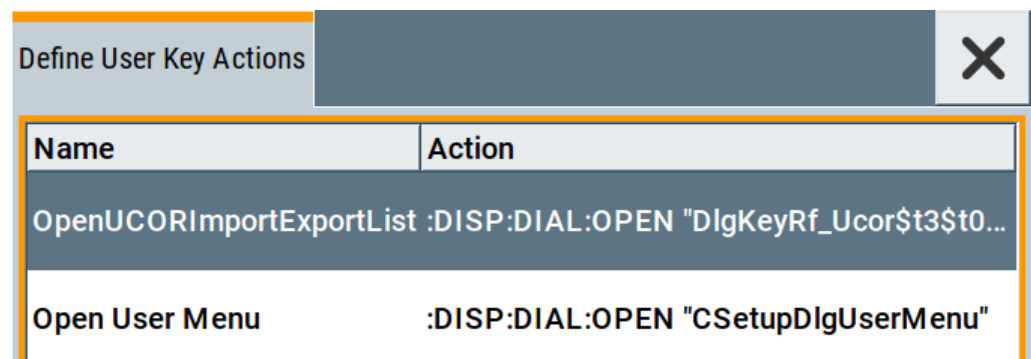 Define User Key Actions
Name Action
OpenUCORImportExportList :DISP:DIAL:OPEN "DlgKeyRf_Ucor$t3$t0...
Open User Menu :DISP:DIAL:OPEN "CSetupDlgUserMenu"